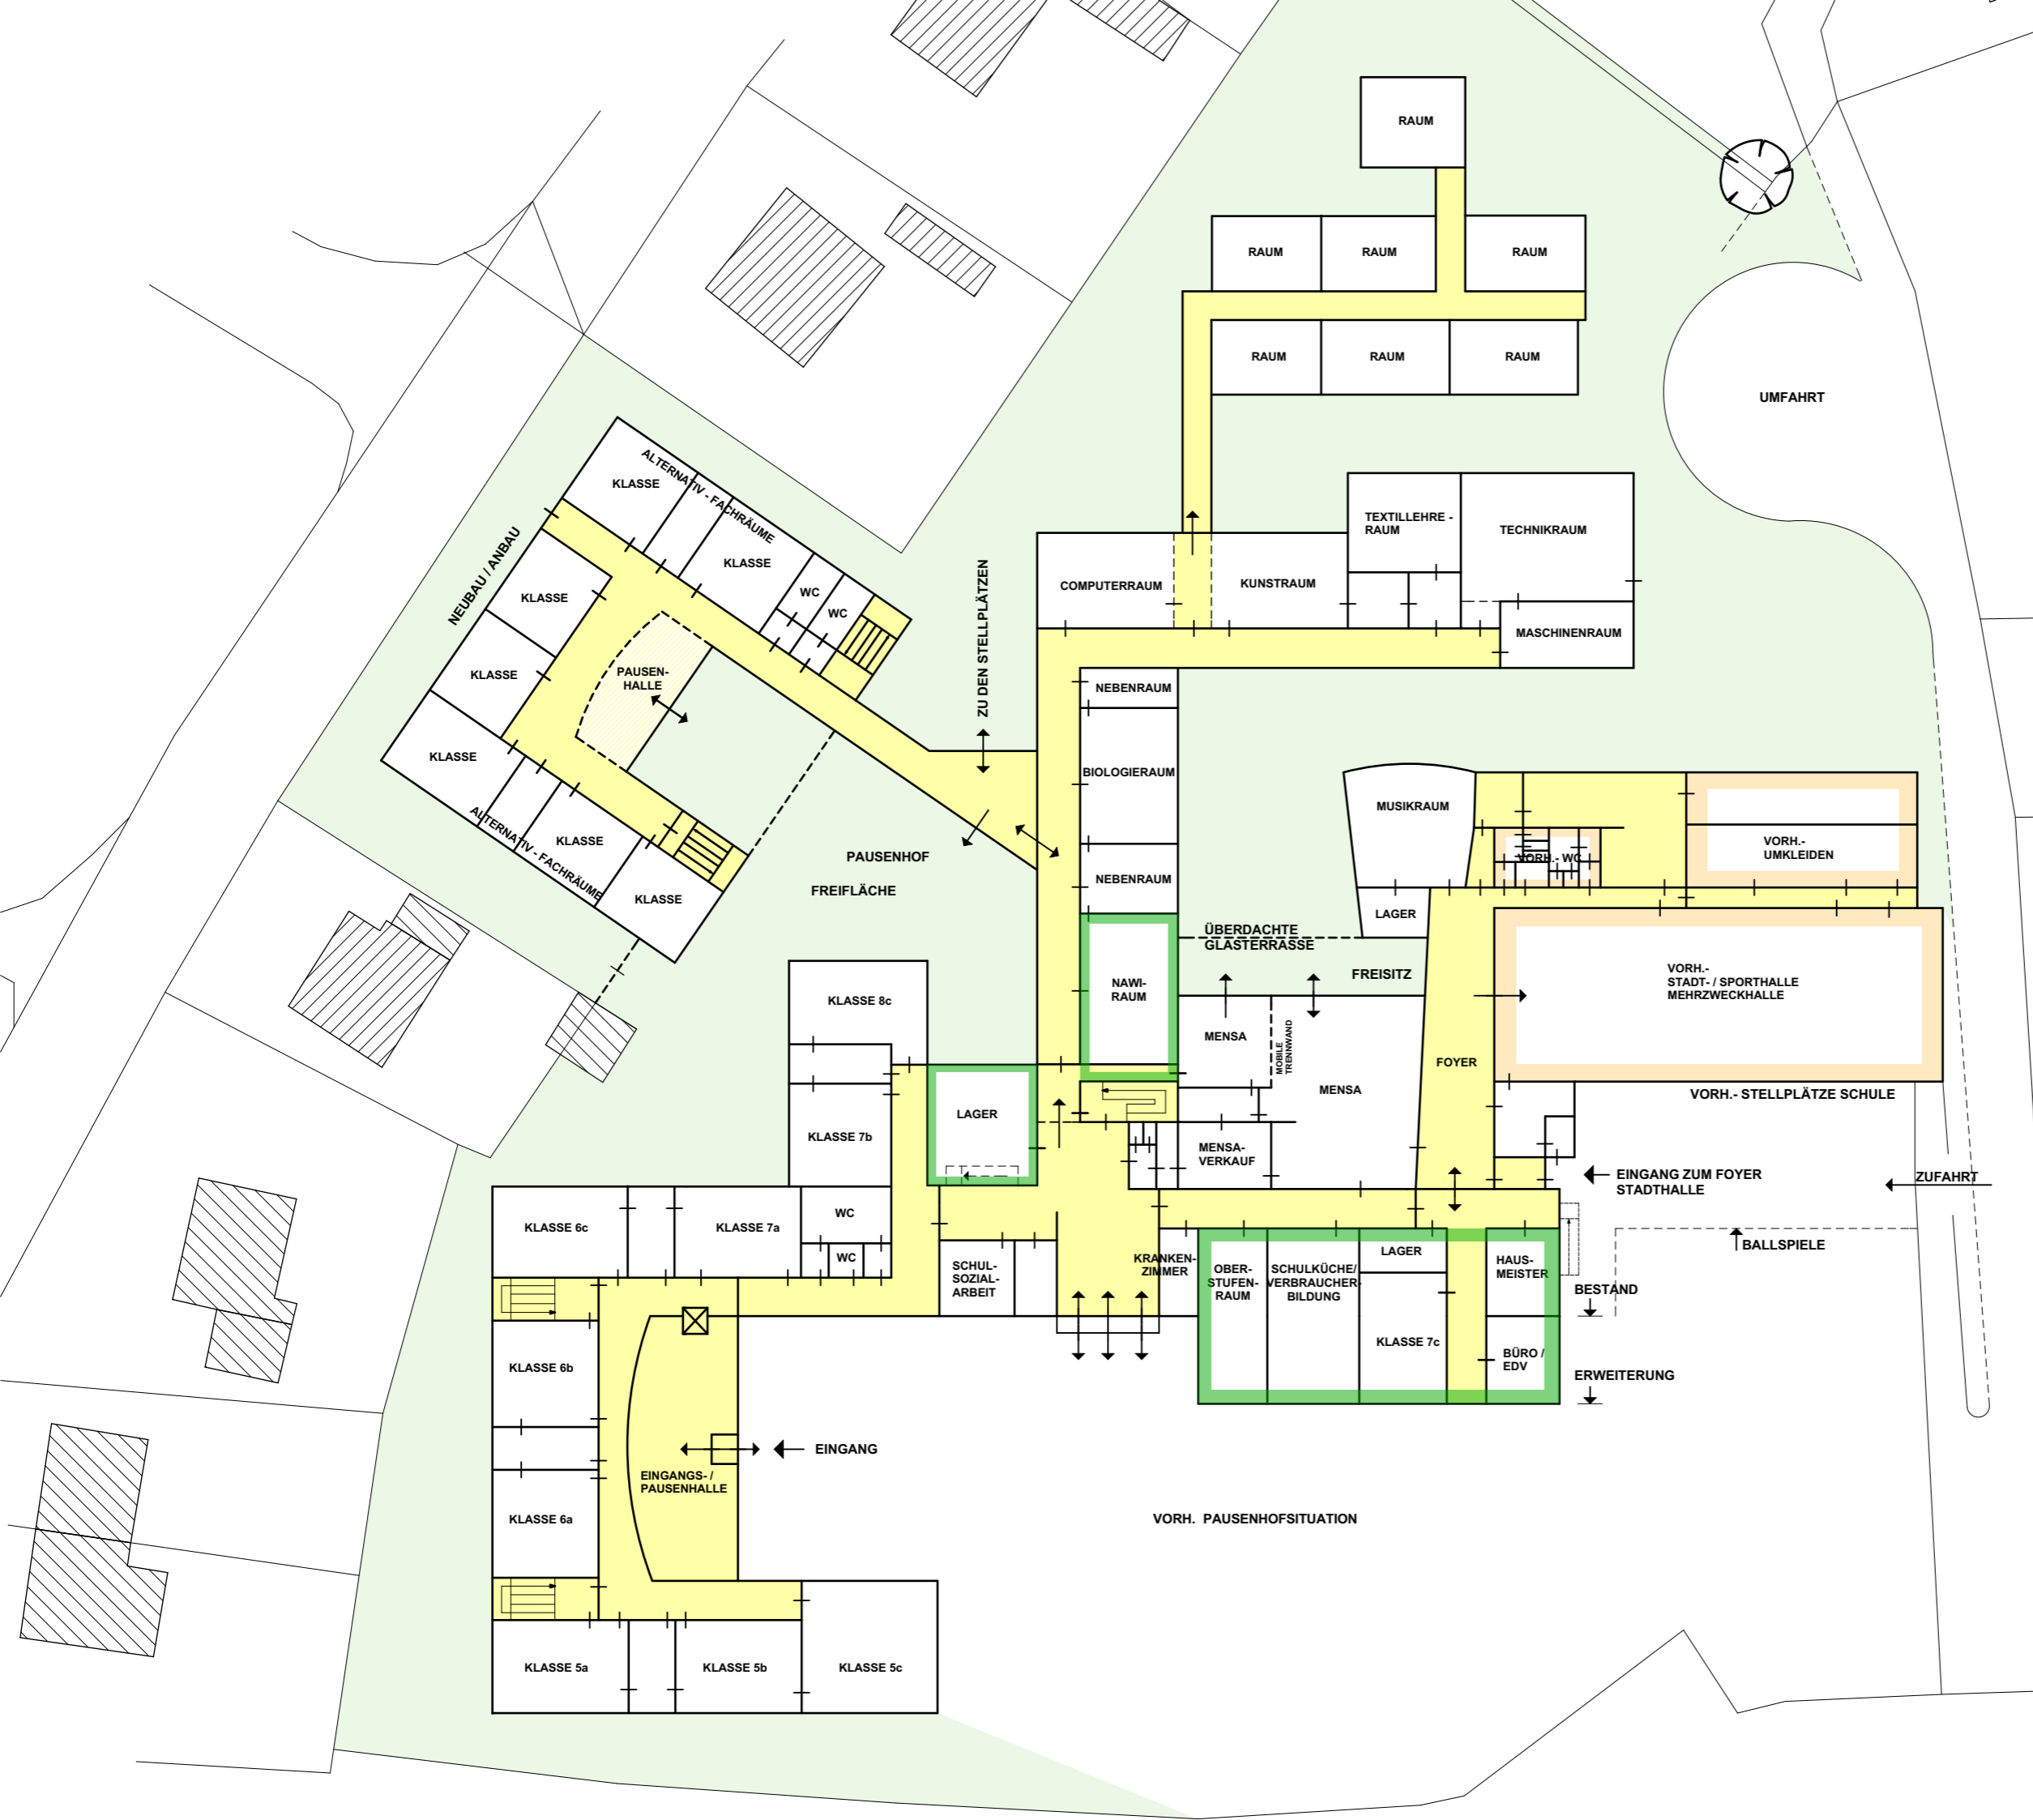 RAUM
RAUM
RAUM
RAUM
RAUM
RAUM
RAUM
UMFAHRT
NEUBAU / ANBAU
ALTERNATIV - FACHRÄUME
KLASSE
KLASSE
WC
WC
KLASSE
KLASSE
PAUSEN-
HALLE
KLASSE
KLASSE
KLASSE
ALTERNATIV - FACHRÄUME
ZU DEN STELLPLÄTZEN
PAUSENHOF
FREIFLÄCHE
COMPUTERRAUM
KUNSTRAUM
TEXTILLEHRE -
RAUM
TECHNIKRAUM
MASCHINENRAUM
NEBENRAUM
BIOLOGIERAUM
NEBENRAUM
NAWI-
RAUM
MUSIKRAUM
LAGER
VORH.- WC
VORH.-
UMKLEIDEN
ÜBERDACHTE
GLASTERRASSE
FREISITZ
VORH.-
STADT- / SPORTHALLE
MEHRZWECKHALLE
MENSA
MOBILE
TRENNWAND
MENSA
FOYER
MENSA-
VERKAUF
VORH.- STELLPLÄTZE SCHULE
EINGANG ZUM FOYER
STADTHALLE
ZUFAHRT
BALLSPIELE
BESTAND
ERWEITERUNG
KLASSE 8c
KLASSE 7b
LAGER
KLASSE 6c
KLASSE 7a
WC
WC
SCHUL-
SOZIAL-
ARBEIT
KRANKEN-
ZIMMER
OBER-
STUFEN-
RAUM
SCHULKÜCHE/
VERBRAUCHER-
BILDUNG
LAGER
KLASSE 7c
HAUS-
MEISTER
BÜRO /
EDV
KLASSE 6b
KLASSE 6a
EINGANGS- /
PAUSENHALLE
EINGANG
VORH. PAUSENHOFSITUATION
KLASSE 5a
KLASSE 5b
KLASSE 5c